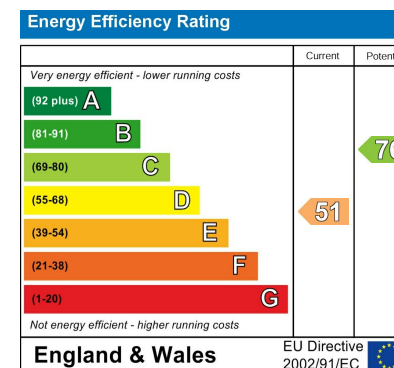 Energy Efficiency Rating
Current
Very energy efficient - lower running costs
(92 plus) A
(81-91) B
(69-80) C
(55-68) D
(39-54) E
(21-38) F
(1-20) G
51
Not energy efficient - higher running costs
England & Wales
EU Directive
2002/91/EC